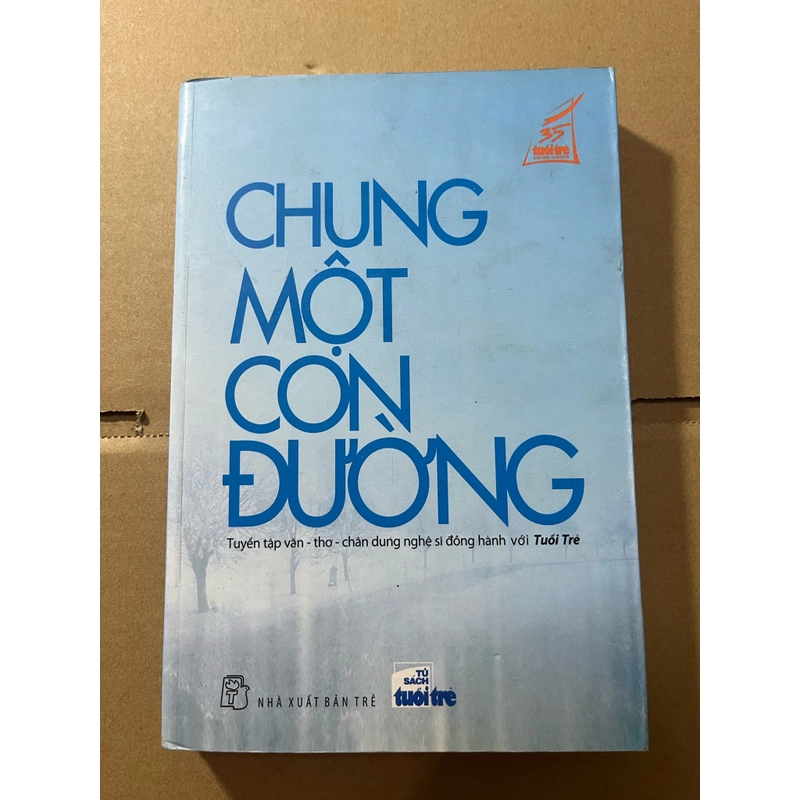 35
tuổi trẻ
CHUNG
MỘT
CON
ĐƯỜNG
Tuyển tập văn - thơ - chân dung nghệ sĩ đồng hành với Tuổi Trẻ
NHÀ XUẤT BẢN TRẺ
TỦ
SÁCH
tuổi trẻ